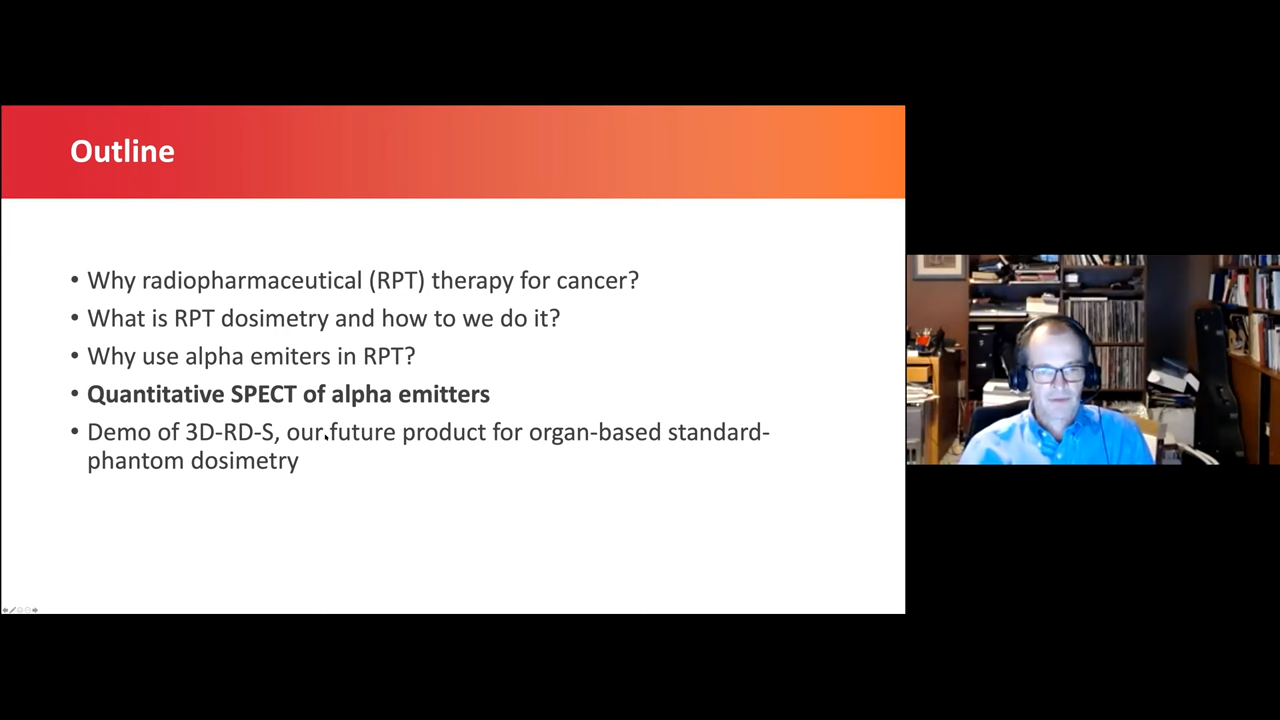 Outline
• Why radiopharmaceutical (RPT) therapy for cancer?
• What is RPT dosimetry and how to we do it?
• Why use alpha emiters in RPT?
• Quantitative SPECT of alpha emitters
• Demo of 3D-RD-S, our future product for organ-based standard-
phantom dosimetry